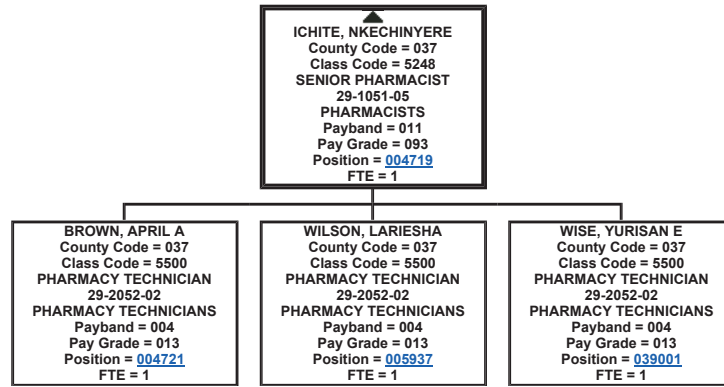 ICHITE, NKECHINYERE
County Code = 037
Class Code = 5248
SENIOR PHARMACIST
29-1051-05
PHARMACISTS
Payband = 011
Pay Grade = 093
Position = 004719
FTE = 1
BROWN, APRIL A
County Code = 037
Class Code = 5500
PHARMACY TECHNICIAN
29-2052-02
PHARMACY TECHNICIANS
Payband = 004
Pay Grade = 013
Position = 004721
FTE = 1
WILSON, LARIESHA
County Code = 037
Class Code = 5500
PHARMACY TECHNICIAN
29-2052-02
PHARMACY TECHNICIANS
Payband = 004
Pay Grade = 013
Position = 005937
FTE = 1
WISE, YURISAN E
County Code = 037
Class Code = 5500
PHARMACY TECHNICIAN
29-2052-02
PHARMACY TECHNICIANS
Payband = 004
Pay Grade = 013
Position = 039001
FTE = 1